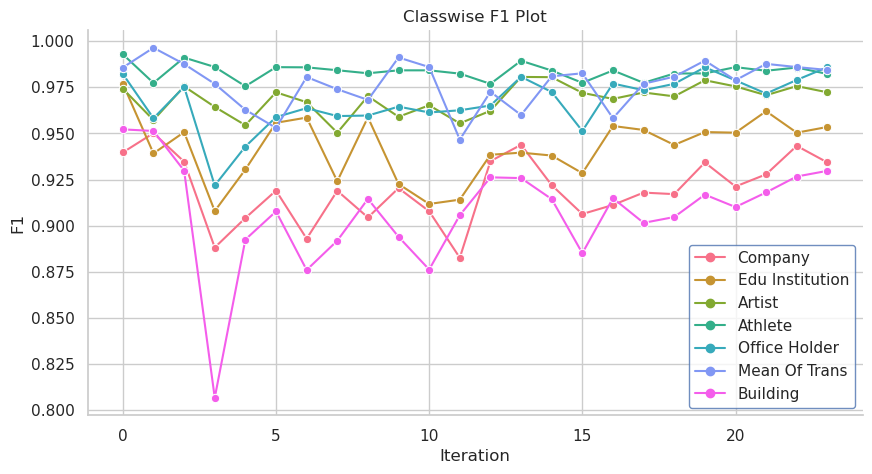 Classwise F1 Plot
1.000
0.975
0.950
0.925
0.900
0.875
0.850
0.825
0.800
F1
0
5
10
15
20
Iteration
Company
Edu Institution
Artist
Athlete
Office Holder
Mean Of Trans
Building